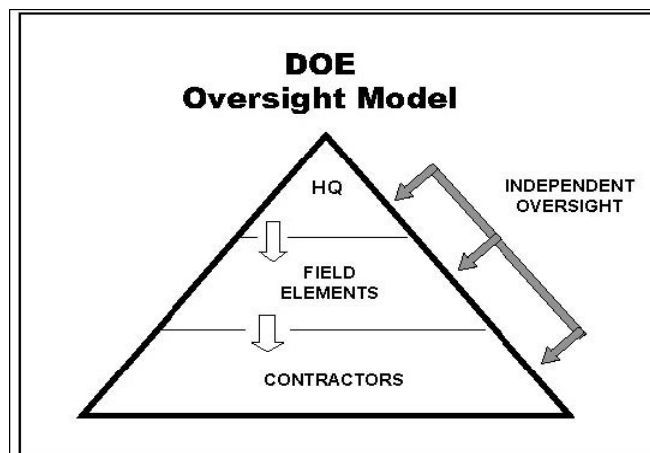 DOE
Oversight Model
HQ
INDEPENDENT
OVERSIGHT
FIELD
ELEMENTS
CONTRACTORS